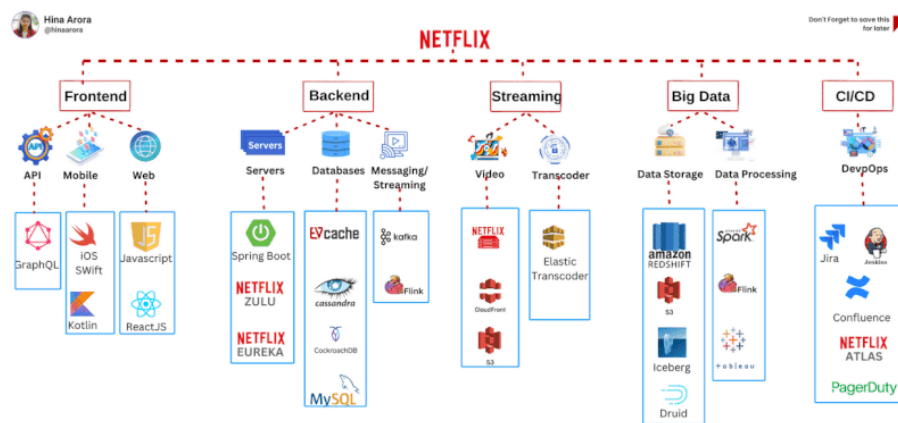 Hina Arora
@hinaarora
Don't Forget to save this
for later
NETFLIX
Frontend
Backend
Streaming
Big Data
CI/CD
API
API
Mobile
Web
Servers
Servers
Databases
Messaging/
Streaming
Video
Transcoder
Data Storage
Data Processing
DevpOps
GraphQL
iOS
SWift
Kotlin
JS
Javascript
ReactJS
Spring Boot
NETFLIX
ZULU
NETFLIX
EUREKA
EVcache
cassandra
CockroachDB
MySQL
kafka
Flink
NETFLIX
CloudFront
S3
Elastic
Transcoder
amazon
REDSHIFT
S3
Iceberg
Druid
Spark
Flink
tableau
Jira
Jenkins
Confluence
NETFLIX
ATLAS
PagerDuty